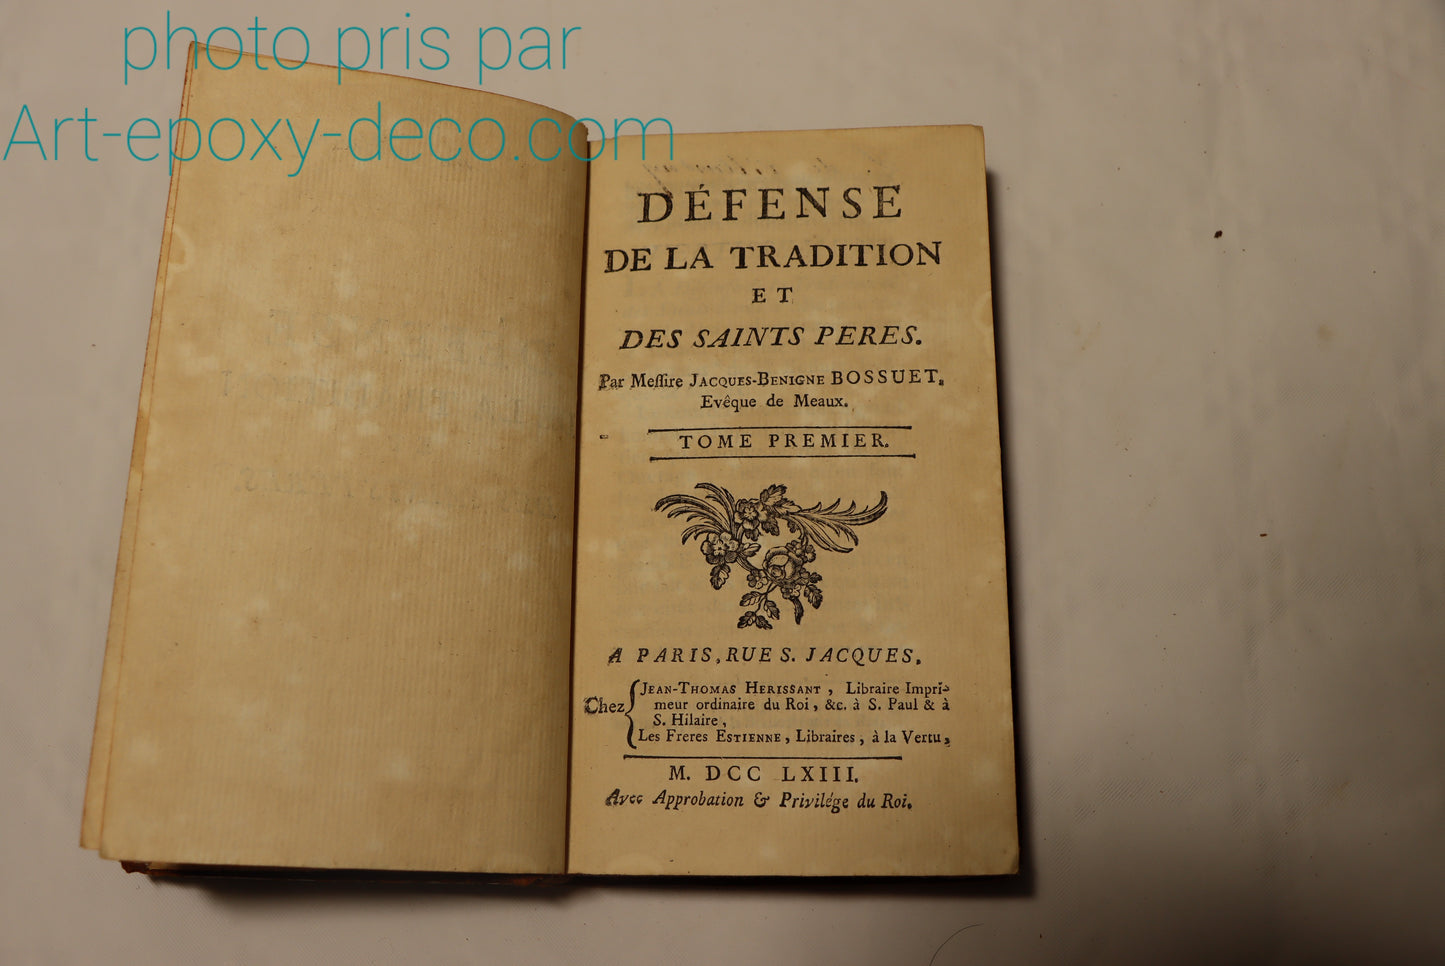 photo pris par
Art-epoxy-deco.com
DÉFENSE
DE LA TRADITION
ET
DES SAINTS PERES.
Par Meſſire JACQUES-BENIGNE BOSSUET,
Evêque de Meaux.
TOME PREMIER.
A PARIS, RUE S. JACQUES,
Chez
JEAN-THOMAS HERISSANT, Libraire Impri-
meur ordinaire du Roi, &c. à S. Paul & à
S. Hilaire,
Les Freres ESTIENNE, Libraires, à la Vertu,
M. DCC LXIII.
Avec Approbation & Privilége du Roi.